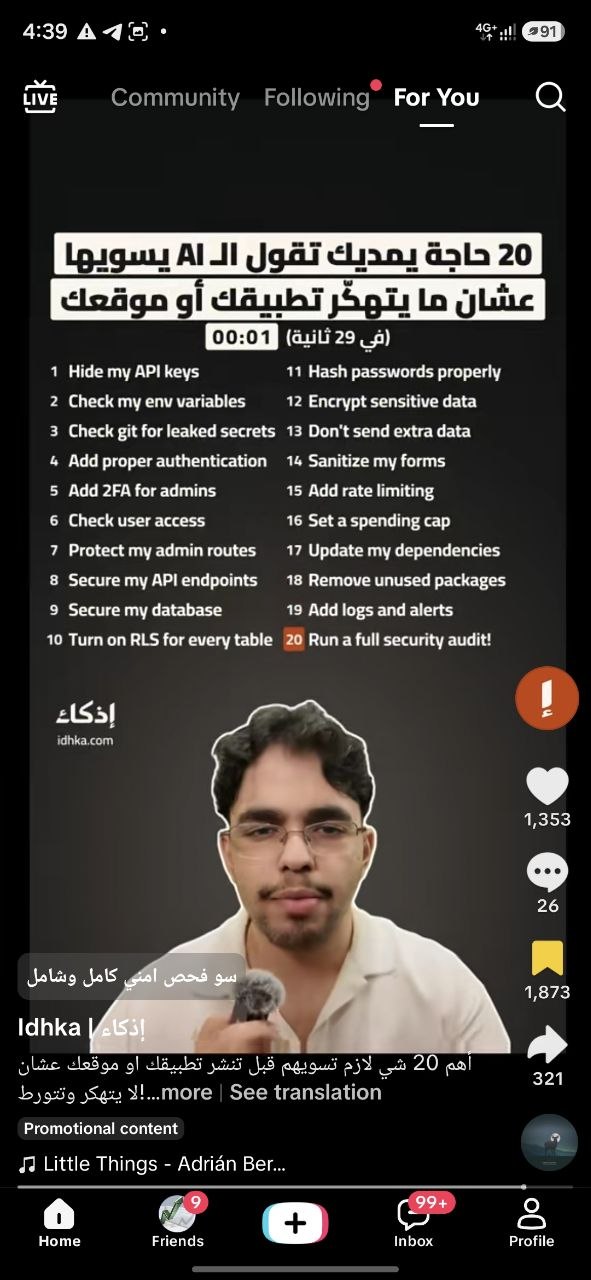 4:39
4G+
91
LIVE
Community
Following
For You
20 حاجة يمديك تقول الـ AI يسويها
عشان ما يتهكّر تطبيقك أو موقعك
(في 29 ثانية) 00:01
1 Hide my API keys
2 Check my env variables
3 Check git for leaked secrets
4 Add proper authentication
5 Add 2FA for admins
6 Check user access
7 Protect my admin routes
8 Secure my API endpoints
9 Secure my database
10 Turn on RLS for every table
11 Hash passwords properly
12 Encrypt sensitive data
13 Don't send extra data
14 Sanitize my forms
15 Add rate limiting
16 Set a spending cap
17 Update my dependencies
18 Remove unused packages
19 Add logs and alerts
20 Run a full security audit!
إذكاء
idhka.com
إ
1,353
26
1,873
321
سو فحص امني كامل وشامل
Idhka | إذكاء
أهم 20 شي لازم تسويهم قبل تنشر تطبيقك او موقعك عشان
لا يتهكر وتتورط!...more | See translation
Promotional content
Little Things - Adrián Ber...
Home
9
Friends
99+
Inbox
Profile